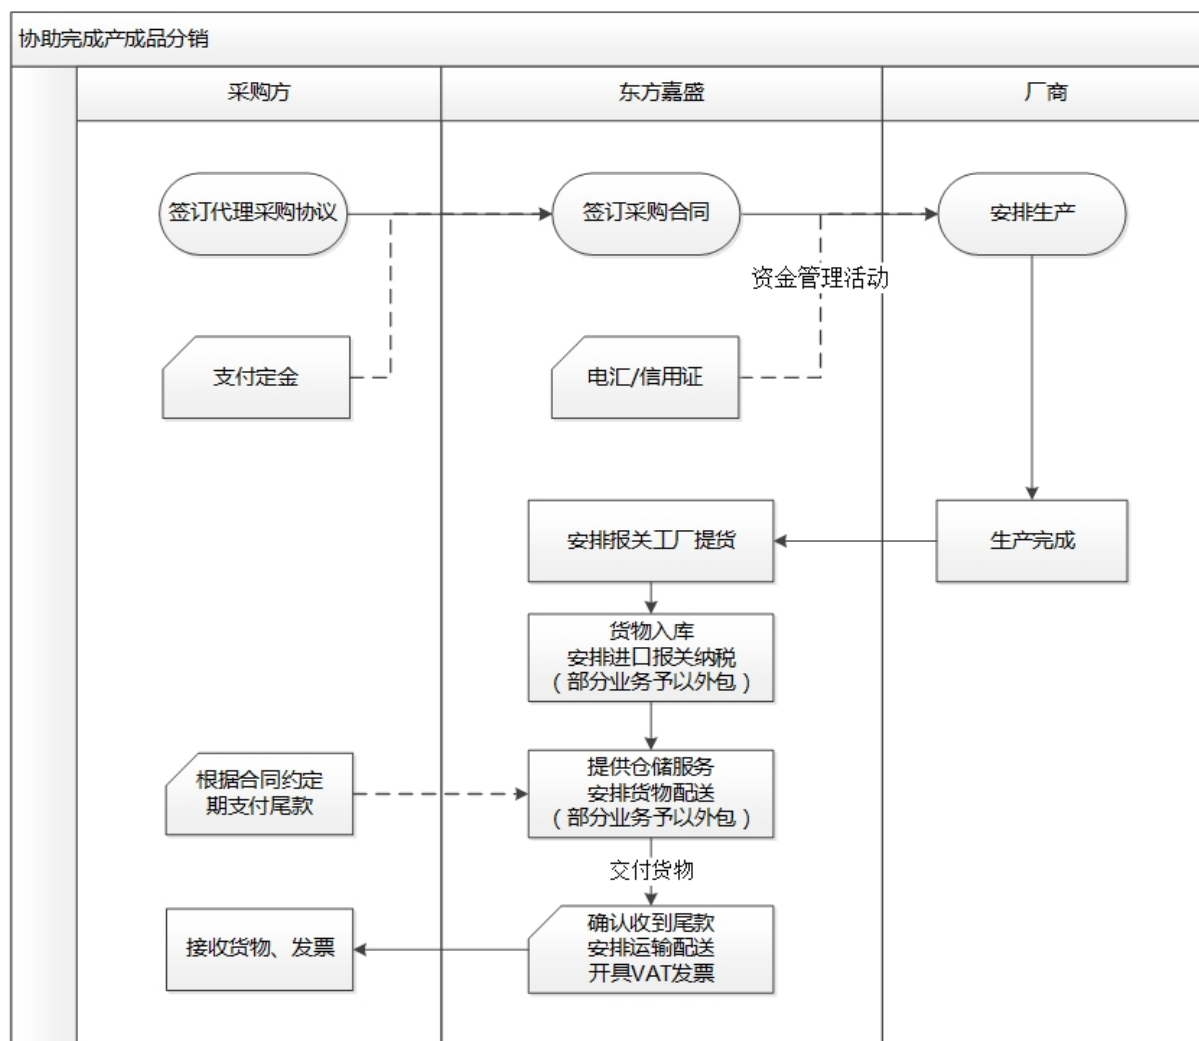 协助完成产成品分销
采购方
东方嘉盛
厂商
签订代理采购协议
签订采购合同
安排生产
资金管理活动
支付定金
电汇/信用证
安排报关工厂提货
生产完成
货物入库
安排进口报关纳税
（部分业务予以外包）
根据合同约定
期支付尾款
提供仓储服务
安排货物配送
（部分业务予以外包）
交付货物
接收货物、发票
确认收到尾款
安排运输配送
开具VAT发票